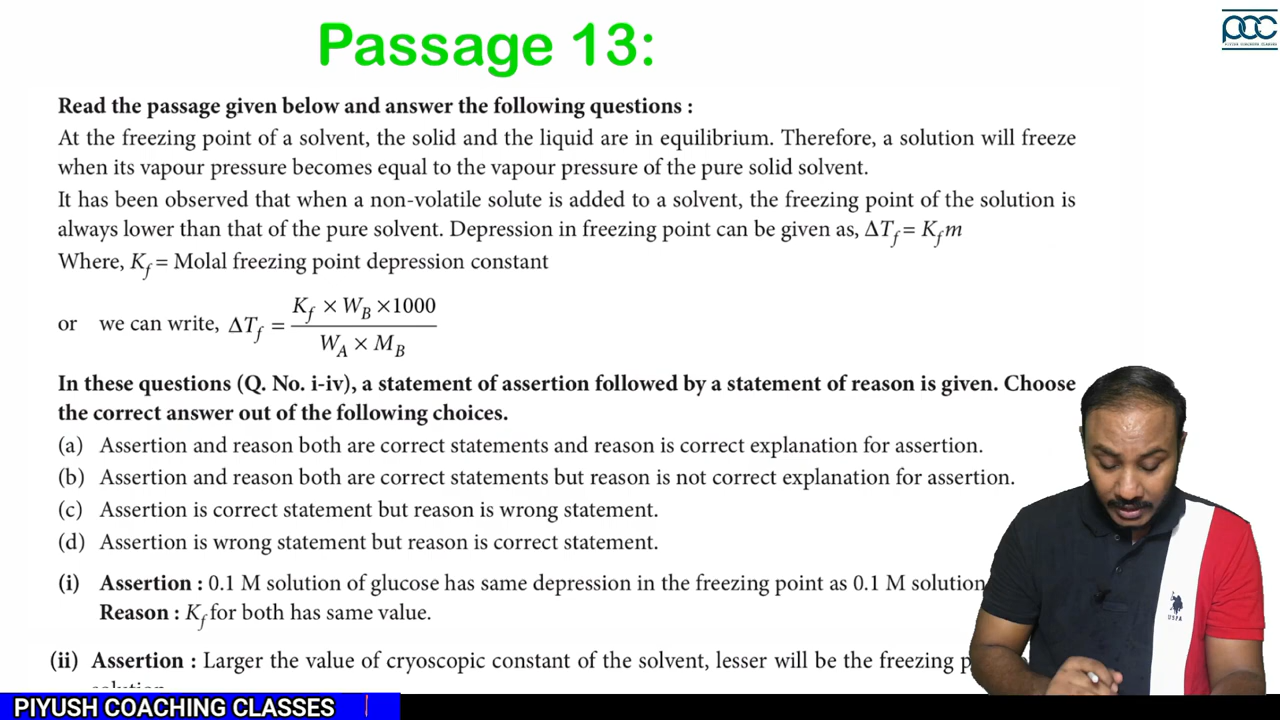 Passage 13:
pcc
Read the passage given below and answer the following questions :
At the freezing point of a solvent, the solid and the liquid are in equilibrium. Therefore, a solution will freeze
when its vapour pressure becomes equal to the vapour pressure of the pure solid solvent.
It has been observed that when a non-volatile solute is added to a solvent, the freezing point of the solution is
always lower than that of the pure solvent. Depression in freezing point can be given as, ΔT_f = K_f m
Where, K_f = Molal freezing point depression constant
or we can write, ΔT_f = (K_f × W_B × 1000) / (W_A × M_B)
In these questions (Q. No. i-iv), a statement of assertion followed by a statement of reason is given. Choose
the correct answer out of the following choices.
(a) Assertion and reason both are correct statements and reason is correct explanation for assertion.
(b) Assertion and reason both are correct statements but reason is not correct explanation for assertion.
(c) Assertion is correct statement but reason is wrong statement.
(d) Assertion is wrong statement but reason is correct statement.
(i) Assertion : 0.1 M solution of glucose has same depression in the freezing point as 0.1 M solution
Reason : K_f for both has same value.
(ii) Assertion : Larger the value of cryoscopic constant of the solvent, lesser will be the freezing
PIYUSH COACHING CLASSES